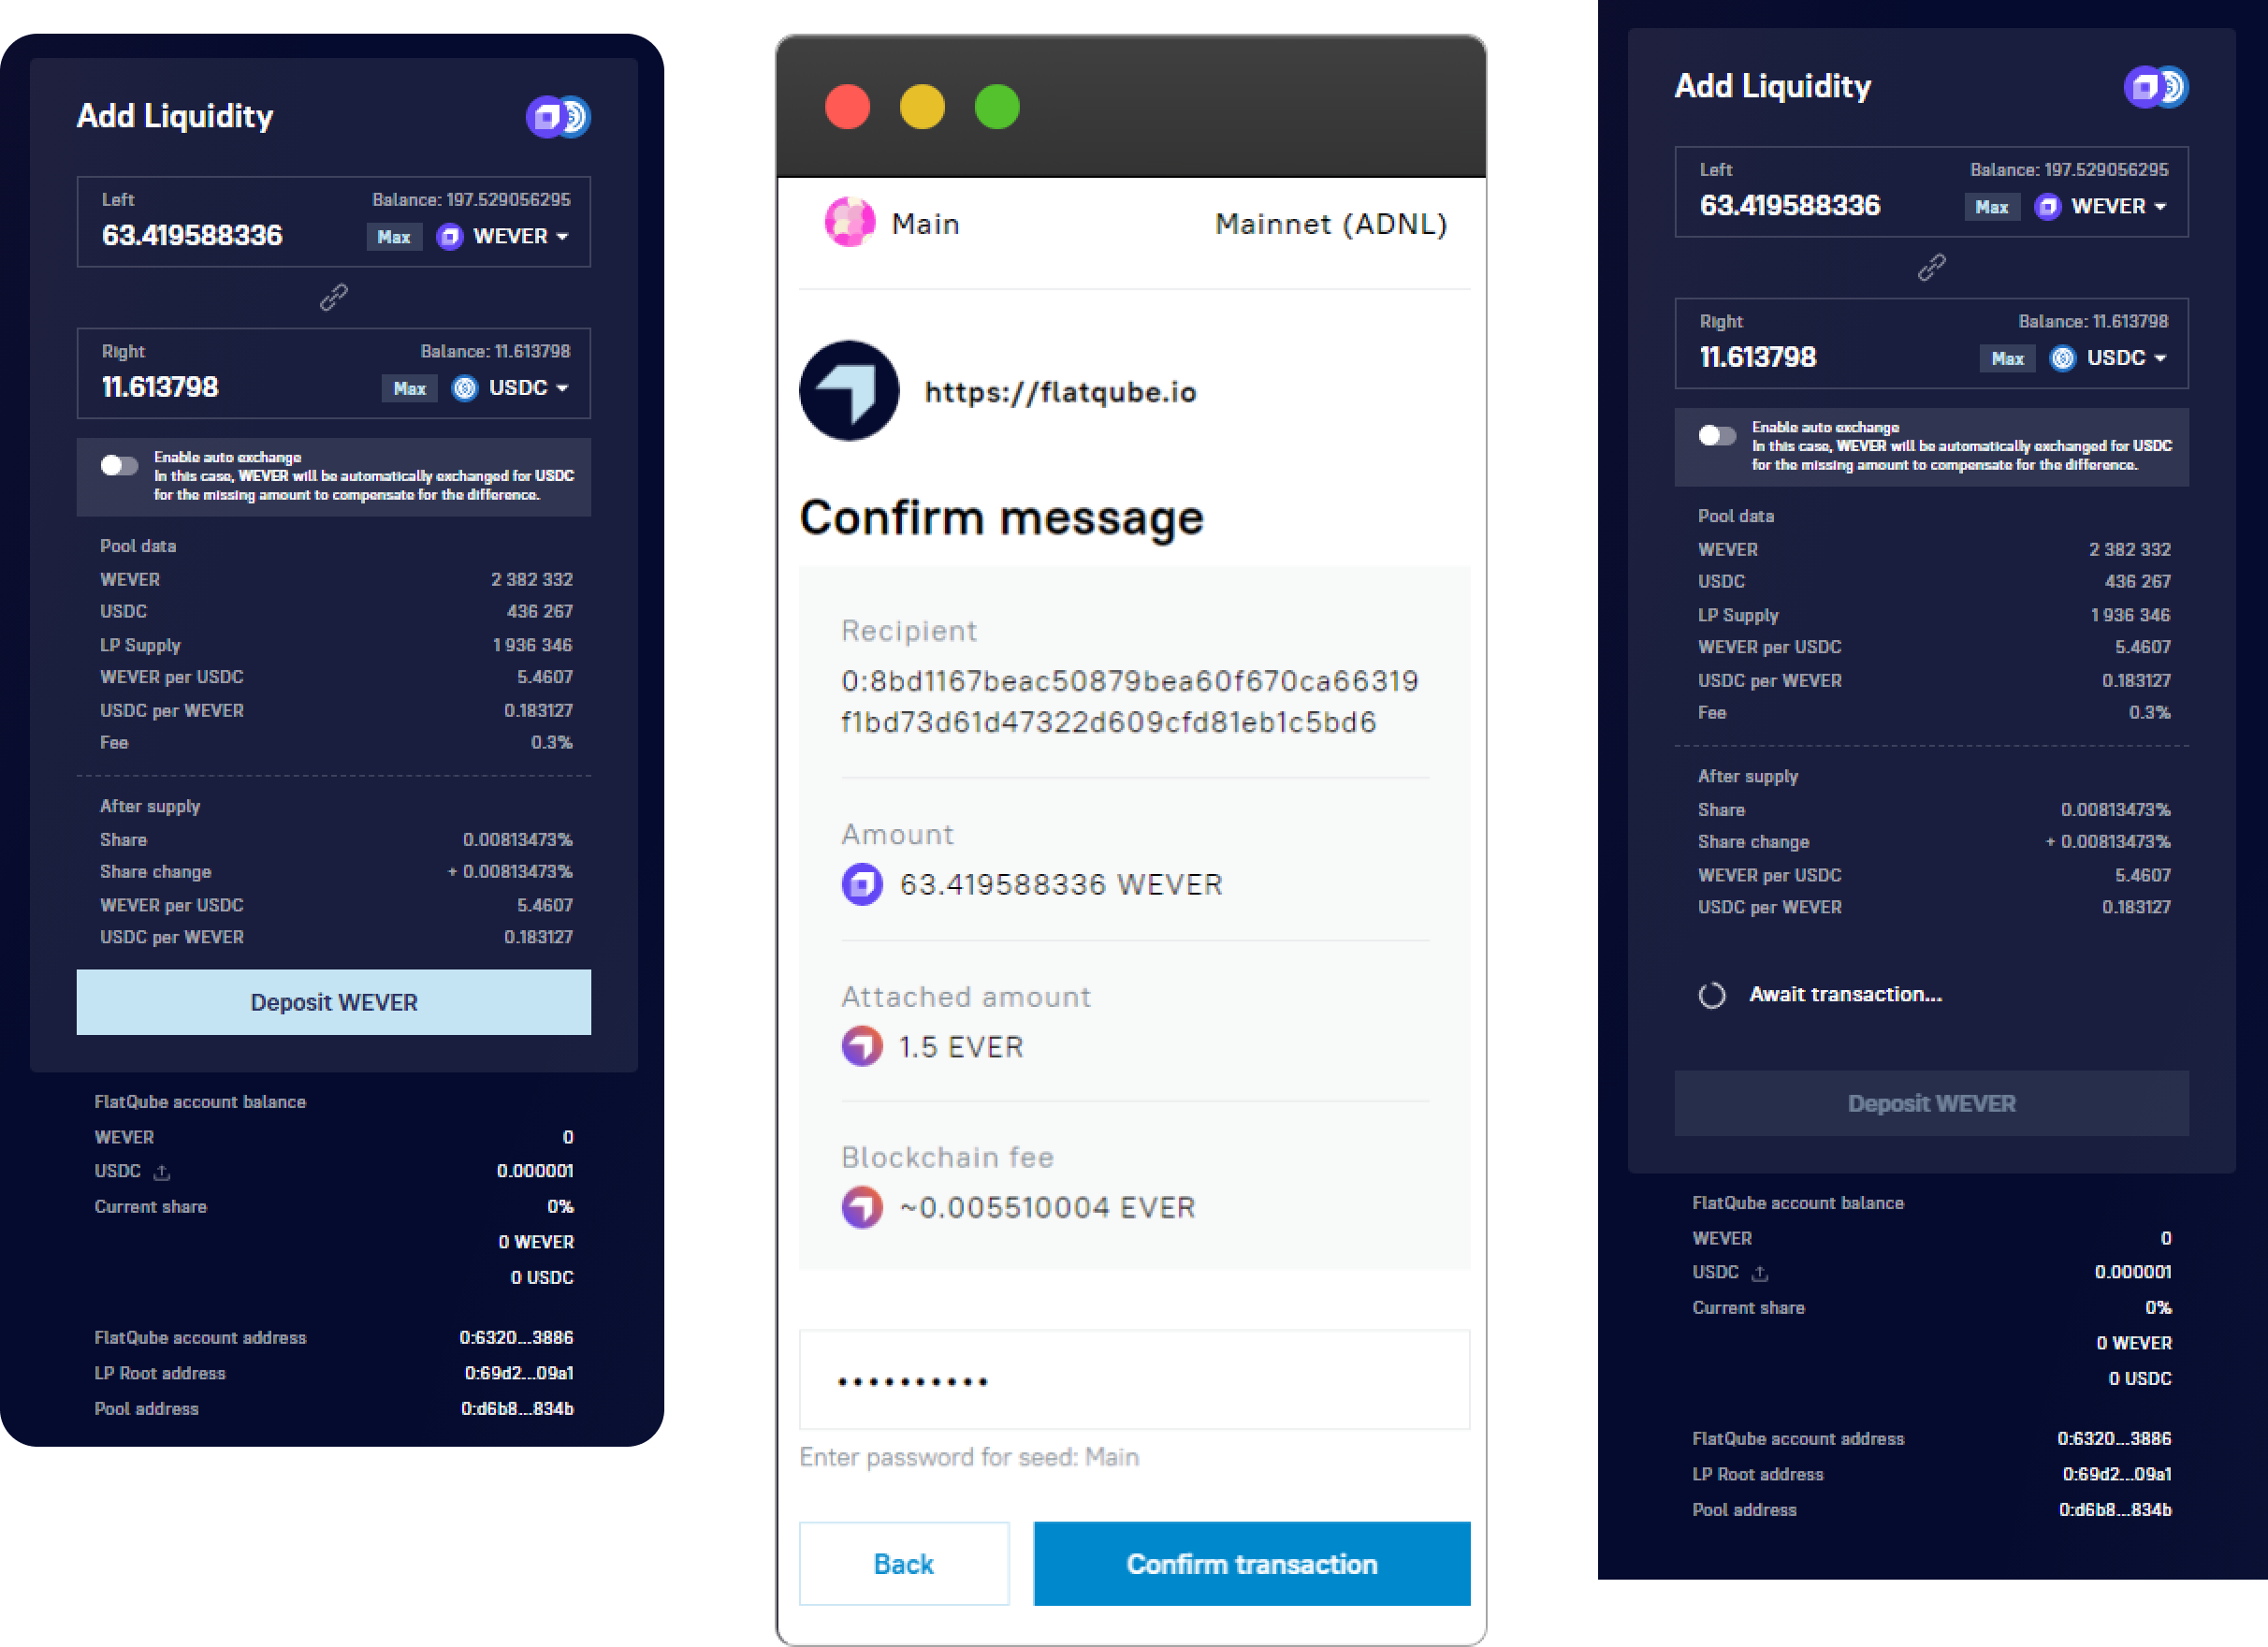 Add Liquidity
Left Balance: 197.529056295
63.419588336 Max WEVER
Right Balance: 11.613798
11.613798 Max USDC
Enable auto exchange
In this case, WEVER will be automatically exchanged for USDC
for the missing amount to compensate for the difference.
Pool data
WEVER 2 382 332
USDC 436 267
LP Supply 1 936 346
WEVER per USDC 5.4607
USDC per WEVER 0.183127
Fee 0.3%
After supply
Share 0.00813473%
Share change + 0.00813473%
WEVER per USDC 5.4607
USDC per WEVER 0.183127
Deposit WEVER
FlatQube account balance
WEVER 0
USDC 0.000001
Current share 0%
0 WEVER
0 USDC
FlatQube account address 0:6320...3886
LP Root address 0:69d2...09a1
Pool address 0:d6b8...834b
Main Mainnet (ADNL)
https://flatqube.io
Confirm message
Recipient
0:8bd1167beac50879bea60f670ca66319
f1bd73d61d47322d609cfd81eb1c5bd6
Amount
63.419588336 WEVER
Attached amount
1.5 EVER
Blockchain fee
~0.005510004 EVER
••••••••••
Enter password for seed: Main
Back Confirm transaction
Add Liquidity
Left Balance: 197.529056295
63.419588336 Max WEVER
Right Balance: 11.613798
11.613798 Max USDC
Enable auto exchange
In this case, WEVER will be automatically exchanged for USDC
for the missing amount to compensate for the difference.
Pool data
WEVER 2 382 332
USDC 436 267
LP Supply 1 936 346
WEVER per USDC 5.4607
USDC per WEVER 0.183127
Fee 0.3%
After supply
Share 0.00813473%
Share change + 0.00813473%
WEVER per USDC 5.4607
USDC per WEVER 0.183127
Await transaction...
Deposit WEVER
FlatQube account balance
WEVER 0
USDC 0.000001
Current share 0%
0 WEVER
0 USDC
FlatQube account address 0:6320...3886
LP Root address 0:69d2...09a1
Pool address 0:d6b8...834b